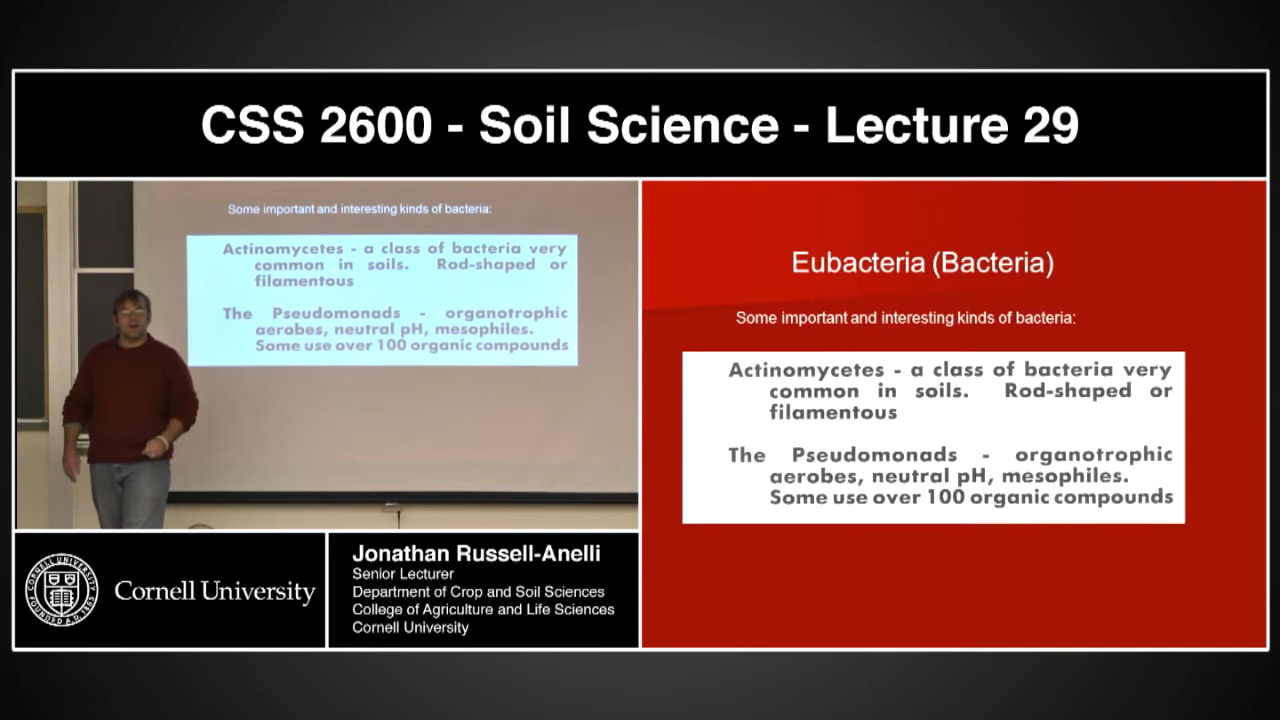 CSS 2600 - Soil Science - Lecture 29
Some important and interesting kinds of bacteria:
Actinomycetes - a class of bacteria very
common in soils. Rod-shaped or
filamentous
The Pseudomonads - organotrophic
aerobes, neutral pH, mesophiles.
Some use over 100 organic compounds
Eubacteria (Bacteria)
Some important and interesting kinds of bacteria:
Actinomycetes - a class of bacteria very
common in soils. Rod-shaped or
filamentous
The Pseudomonads - organotrophic
aerobes, neutral pH, mesophiles.
Some use over 100 organic compounds
CORNELL UNIVERSITY
FOUNDED A.D. 1865
Cornell University
Jonathan Russell-Anelli
Senior Lecturer
Department of Crop and Soil Sciences
College of Agriculture and Life Sciences
Cornell University